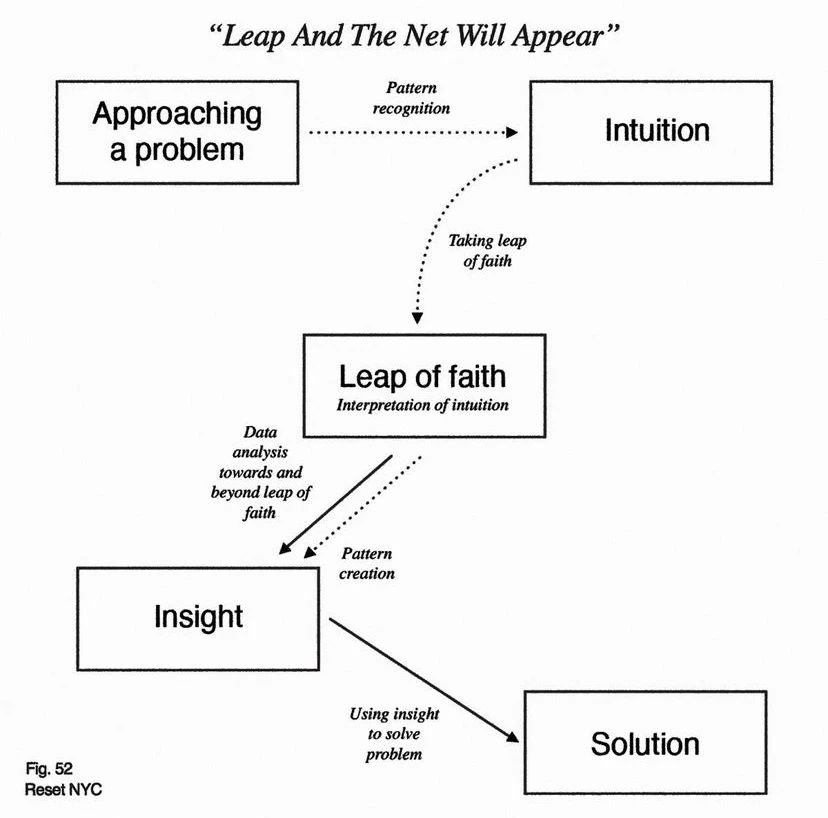 “Leap And The Net Will Appear”
Approaching
a problem
Pattern
recognition
Intuition
Taking leap
of faith
Leap of faith
Interpretation of intuition
Data
analysis
towards and
beyond leap of
faith
Pattern
creation
Insight
Using insight
to solve
problem
Solution
Fig. 52
Reset NYC